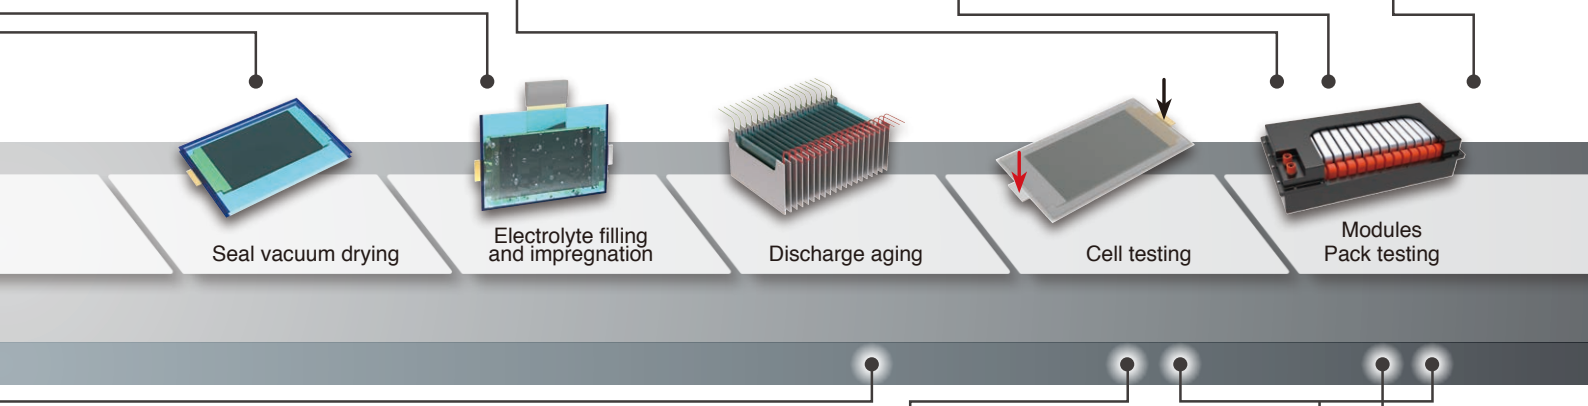 Seal vacuum drying
Electrolyte filling
and impregnation
Discharge aging
Cell testing
Modules
Pack testing